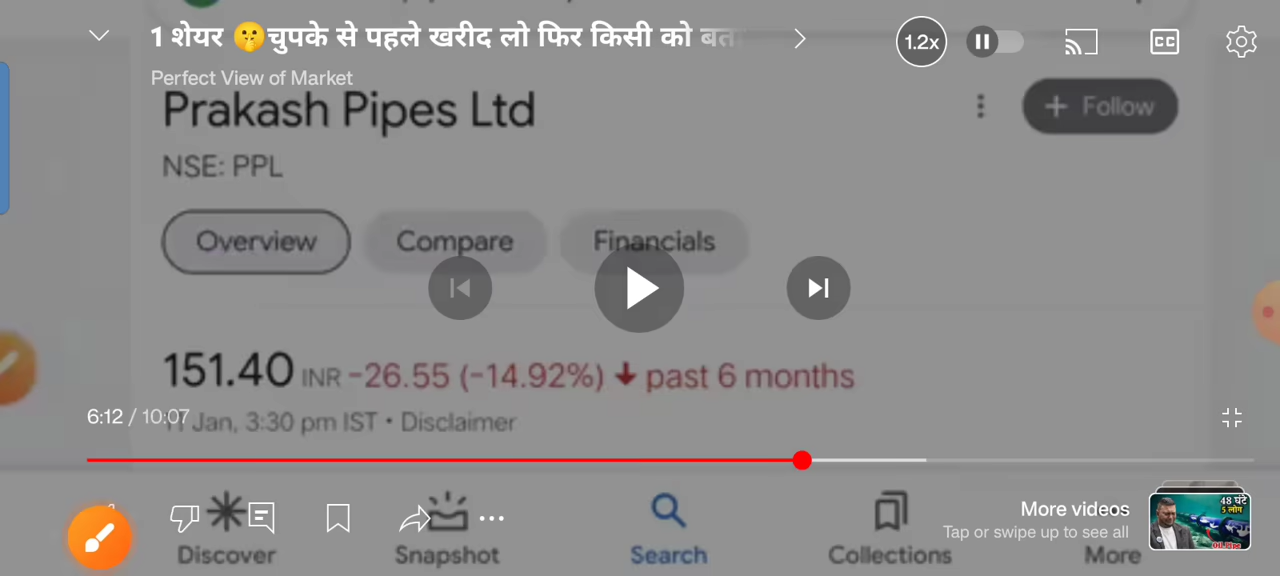 1 शेयर 🤫चुपके से पहले खरीद लो फिर किसी को
1.2x
CC
Perfect View of Market
Prakash Pipes Ltd
+ Follow
NSE: PPL
Overview
Compare
Financials
151.40 INR -26.55 (-14.92%) ↓ past 6 months
6:12 / 10:07
Jan, 3:30 pm IST • Disclaimer
More videos
Tap or swipe up to see all
48 घंटे
5 लोग
Discover
Snapshot
Search
Collections
More